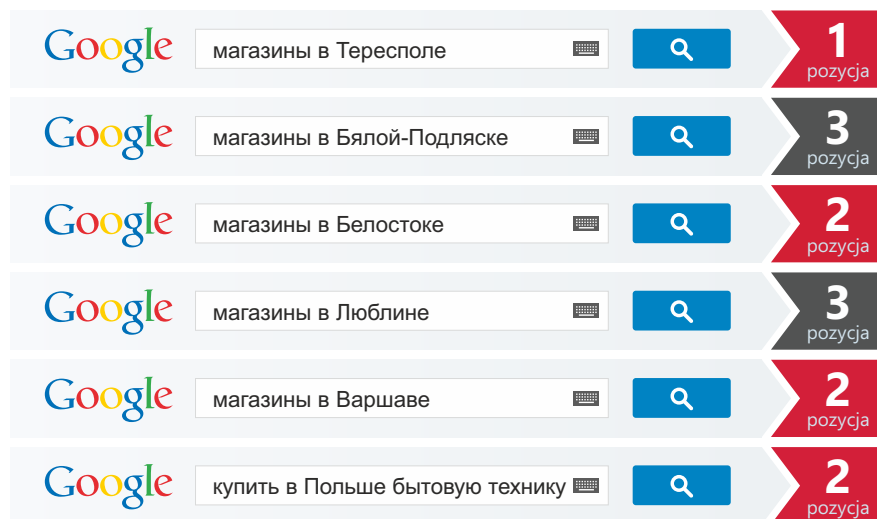 Google магазины в Тересполе 1
pozycja
Google магазины в Бялой-Подляске 3
pozycja
Google магазины в Белостоке 2
pozycja
Google магазины в Люблине 3
pozycja
Google магазины в Варшаве 2
pozycja
Google купить в Польше бытовую технику 2
pozycja